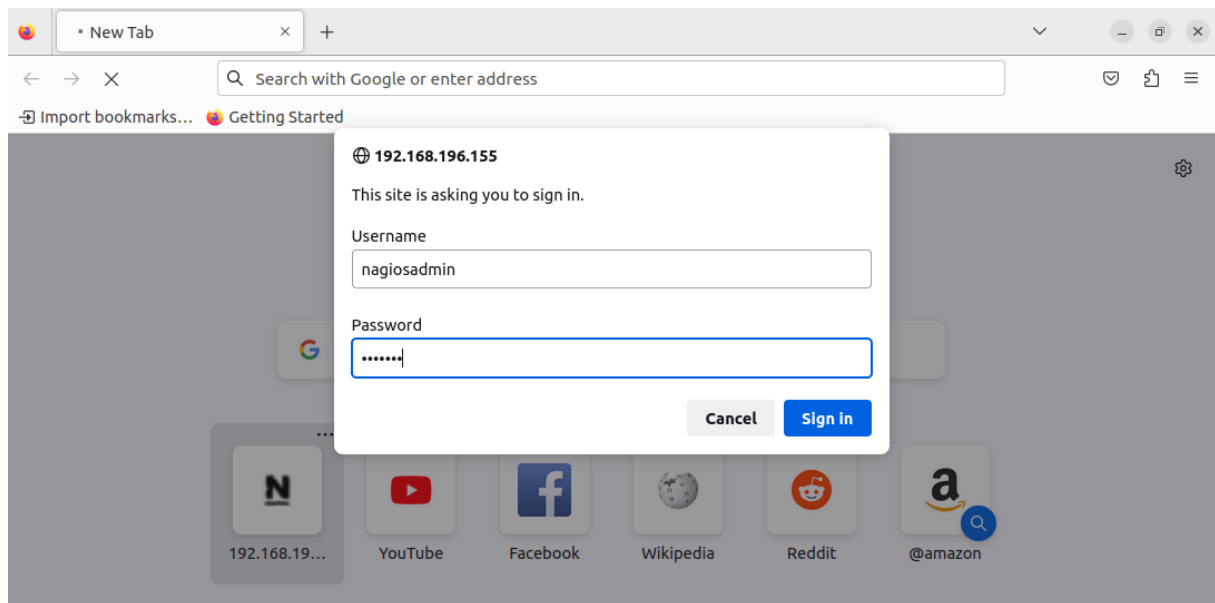 New Tab
Search with Google or enter address
Import bookmarks... Getting Started
192.168.196.155
This site is asking you to sign in.
Username
nagiosadmin
Password
•••••••
Cancel Sign in
N
f
a
192.168.19... YouTube Facebook Wikipedia Reddit @amazon